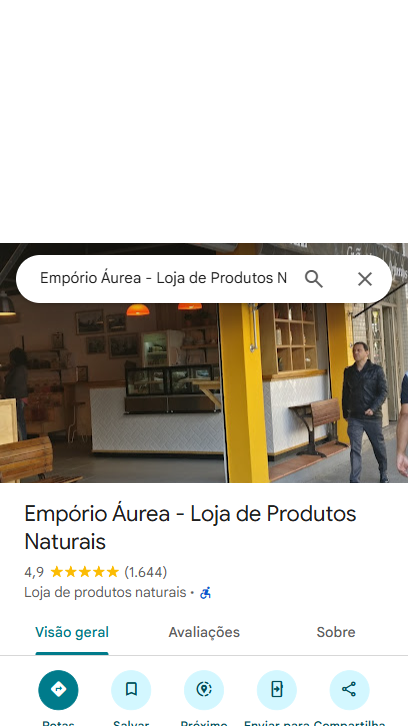 Empório Áurea - Loja de Produtos N
Empório Áurea - Loja de Produtos
Naturais
4,9 (1.644)
Loja de produtos naturais ·
Visão geral Avaliações Sobre
Rotas Salvar Próximo Enviar para Compartilha